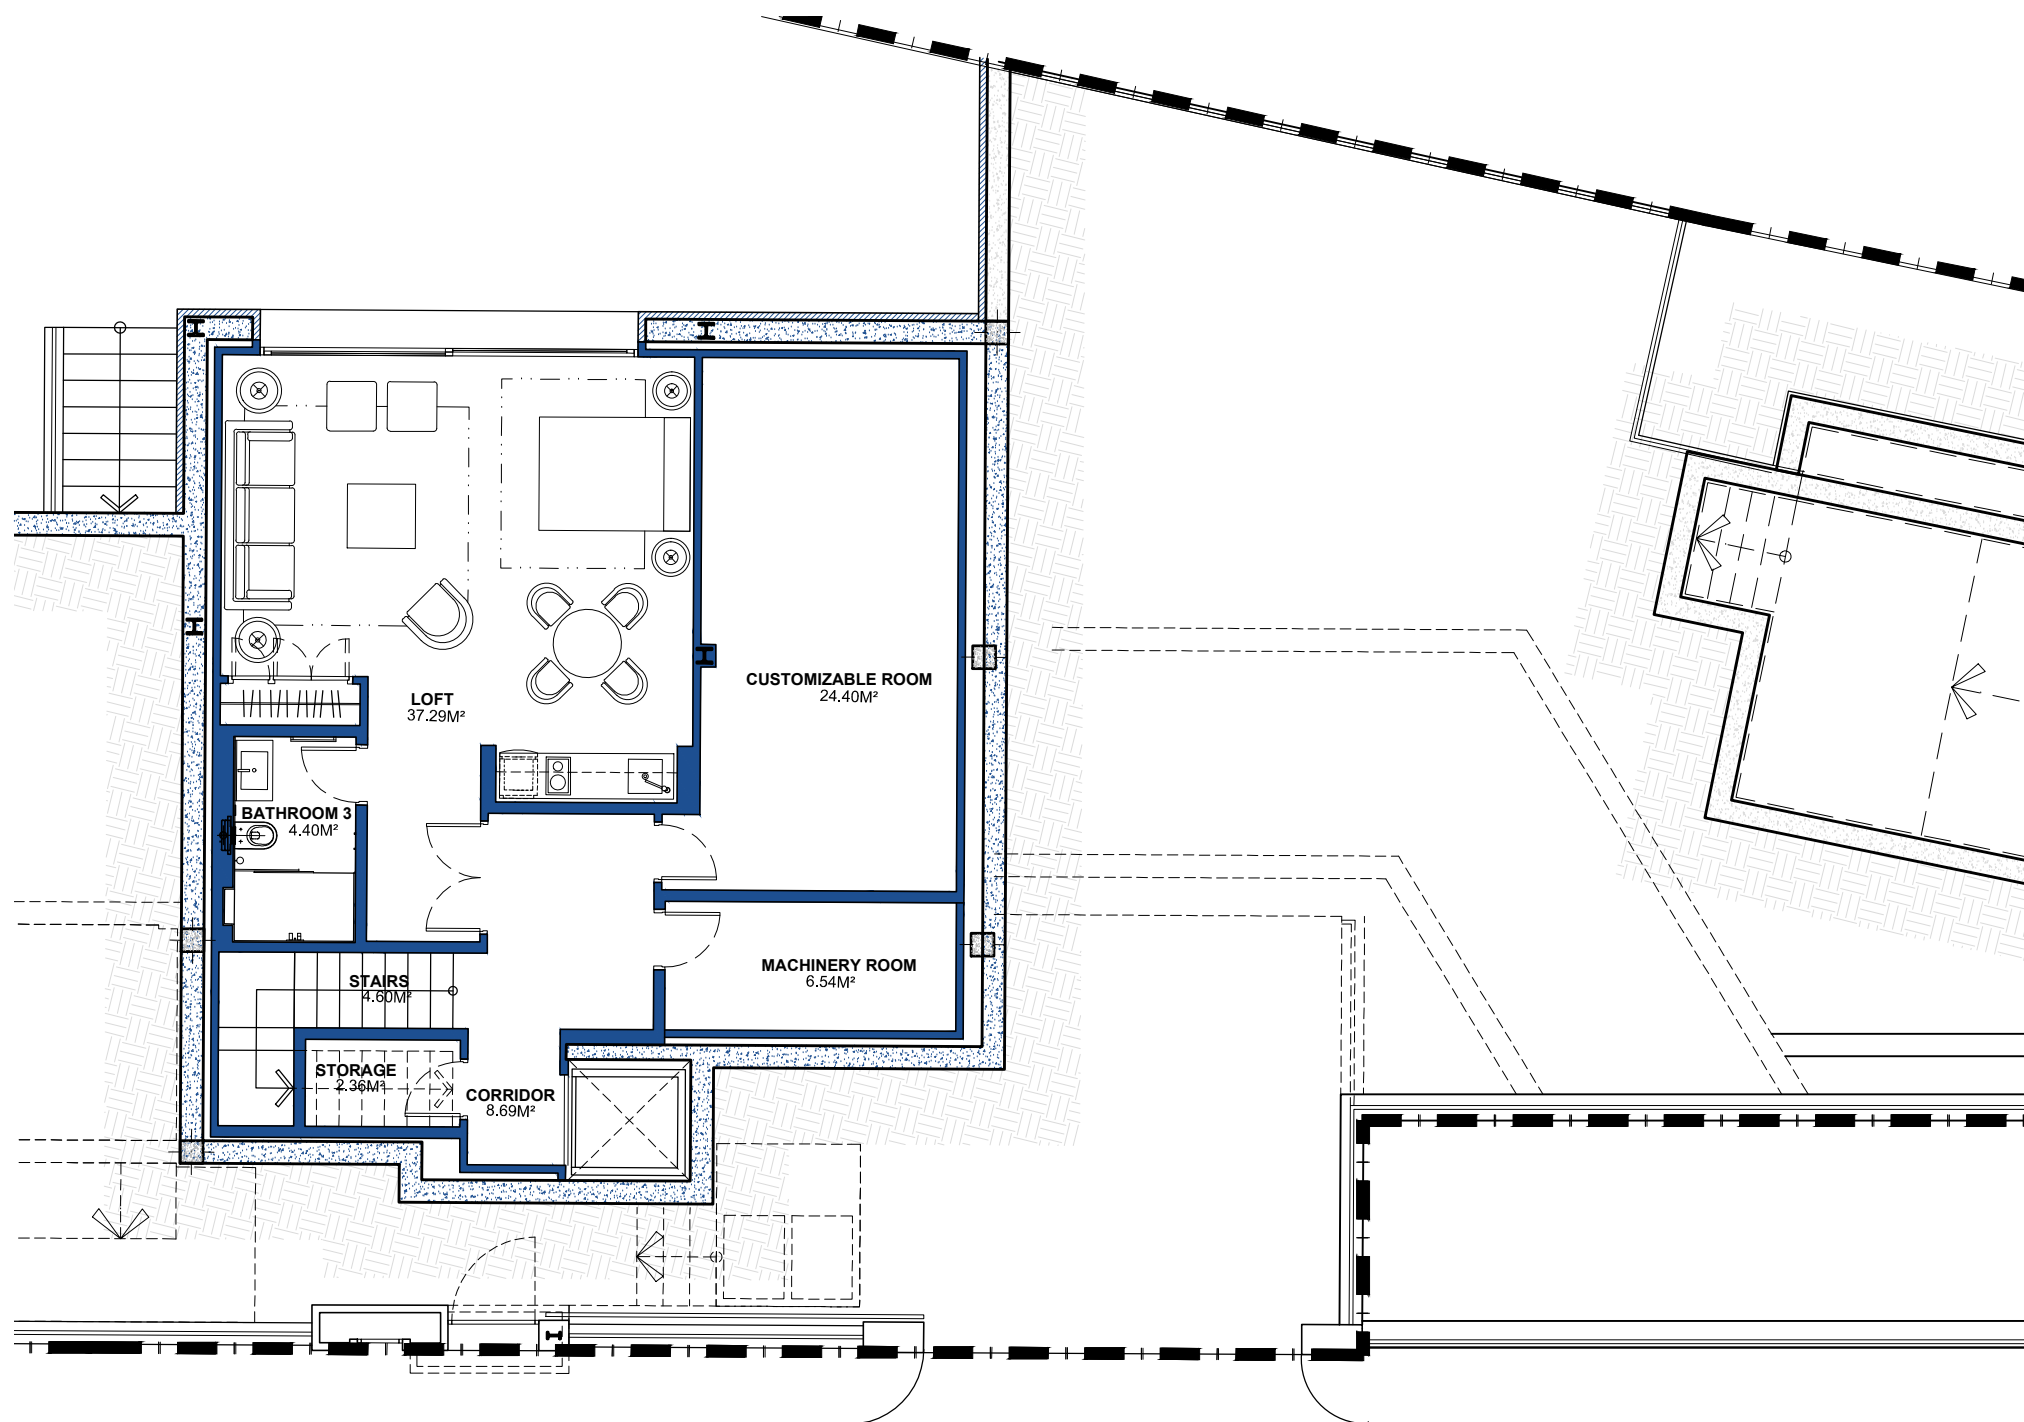 CUSTOMIZABLE ROOM
24.40M²
LOFT
37.29M²
BATHROOM 3
4.40M²
MACHINERY ROOM
6.54M²
STAIRS
4.60M²
STORAGE
2.36M²
CORRIDOR
8.69M²